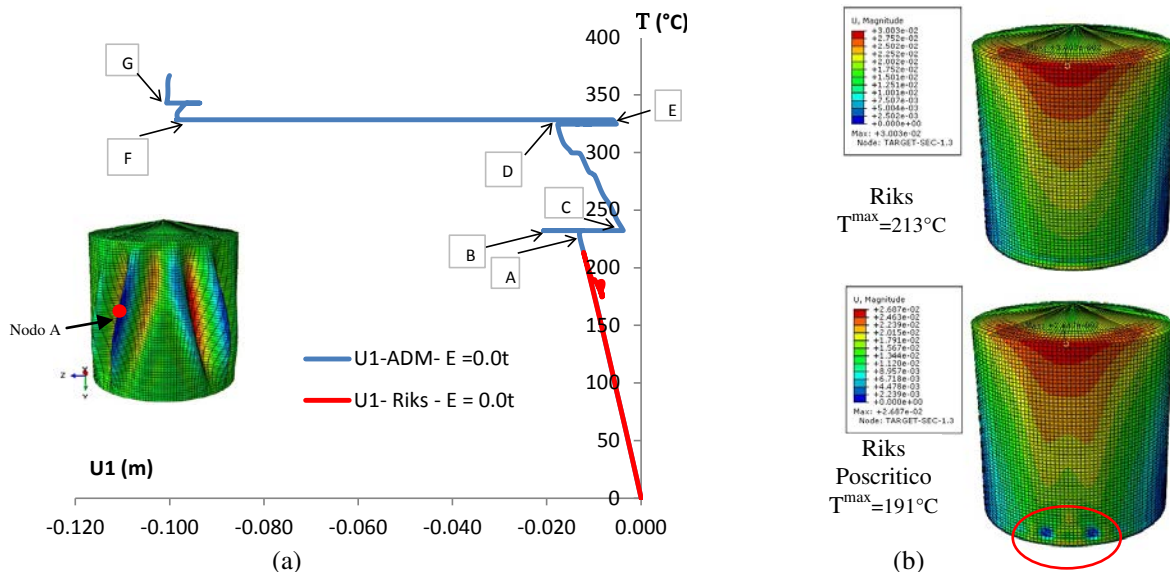 T (°C)
400
350
300
250
200
150
100
50
0
G
F
E
D
C
B
A
Nodo A
U1-ADM- E =0.0t
U1- Riks - E = 0.0t
U1 (m)
-0.120
-0.100
-0.080
-0.060
-0.040
-0.020
0.000
(a)
(b)
U, Magnitude
+3.003e-02
+2.752e-02
+2.502e-02
+2.252e-02
+2.002e-02
+1.752e-02
+1.501e-02
+1.251e-02
+1.001e-02
+7.507e-03
+5.004e-03
+2.502e-03
+0.000e+00
Max: +3.003e-02
Node: TARGET-SEC-1.3
Riks
Tmax=213°C
U, Magnitude
+2.687e-02
+2.463e-02
+2.239e-02
+2.015e-02
+1.791e-02
+1.567e-02
+1.344e-02
+1.120e-02
+8.957e-03
+6.718e-03
+4.478e-03
+2.239e-03
+0.000e+00
Max: +2.687e-02
Node: TARGET-SEC-1.3
Riks
Poscritico
Tmax=191°C